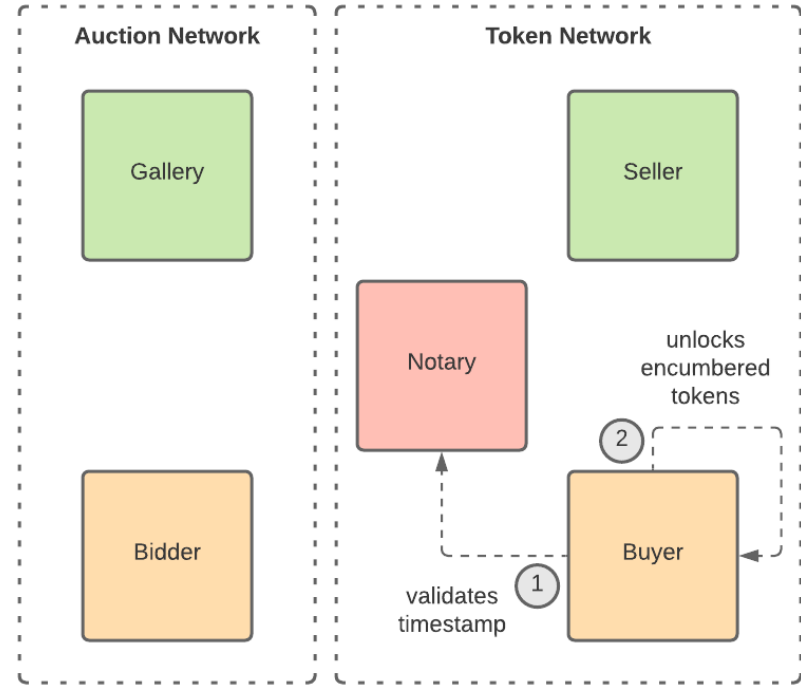 Auction Network
Token Network
Gallery
Seller
Notary
unlocks
encumbered
tokens
2
Bidder
Buyer
1
validates
timestamp